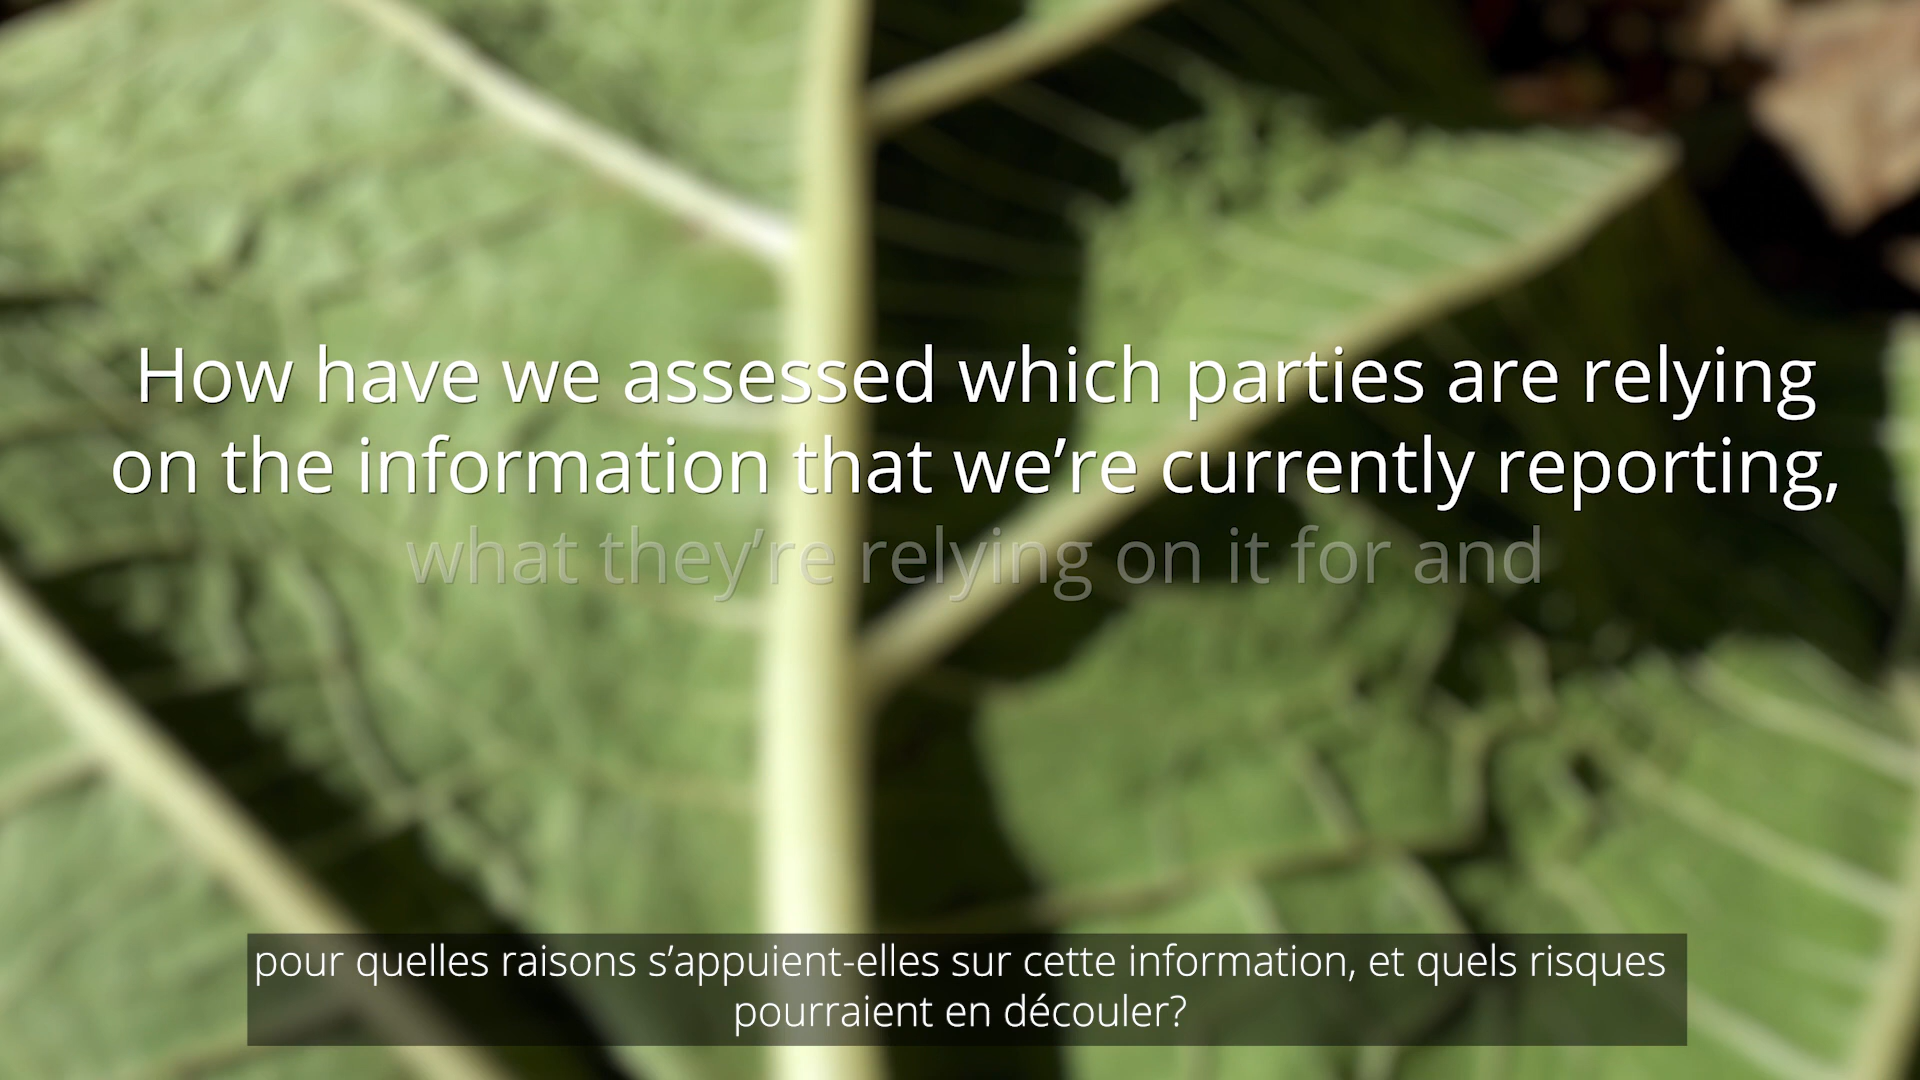 How have we assessed which parties are relying
on the information that we’re currently reporting,
what they’re relying on it for and
pour quelles raisons s’appuient-elles sur cette information, et quels risques
pourraient en découler?